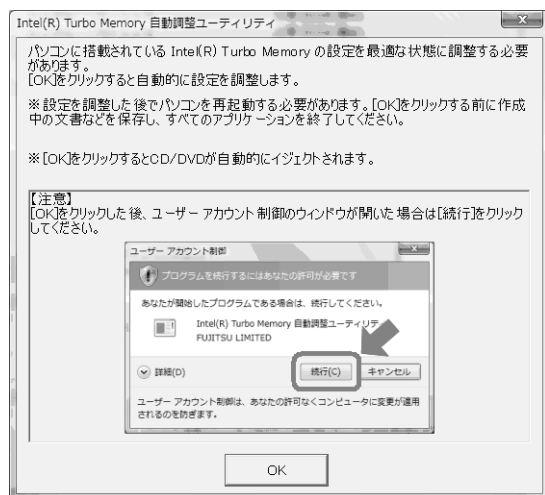 Intel(R) Turbo Memory 自動調整ユーティリティ
パソコンに搭載されている Intel(R) Turbo Memory の設定を最適な状態に調整する必要
があります。
[OK]をクリックすると自動的に設定を調整します。
※設定を調整した後でパソコンを再起動する必要があります。[OK]をクリックする前に作成
中の文書などを保存し、すべてのアプリケーションを終了してください。
※[OK]をクリックするとCD/DVDが自動的にイジェクトされます。
【注意】
[OK]をクリックした後、ユーザー アカウント制御のウィンドウが開いた場合は[続行]をクリック
してください。
ユーザー アカウント制御
プログラムを続行するにはあなたの許可が必要です
あなたが開始したプログラムである場合は、続行してください。
Intel(R) Turbo Memory 自動調整ユーティリテ
FUJITSU LIMITED
詳細(D)
続行(C)
キャンセル
ユーザー アカウント制御は、あなたの許可なくコンピュータに変更が適用
されるのを防ぎます。
OK